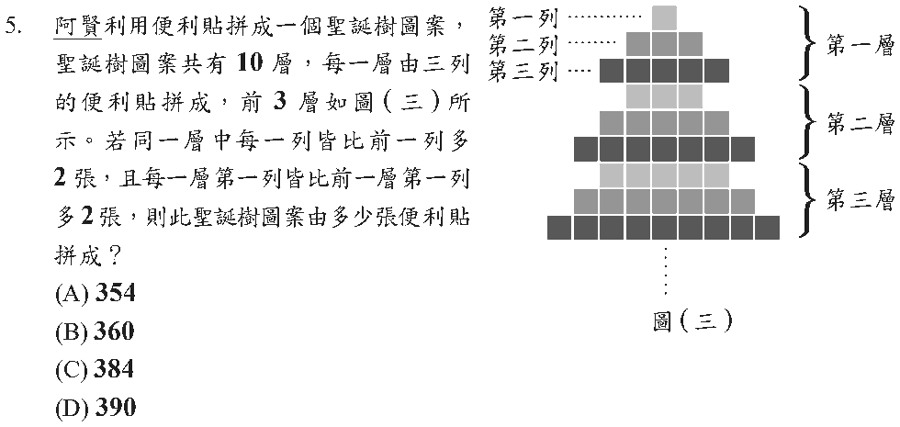 5. 阿賢利用便利貼拼成一個聖誕樹圖案，
聖誕樹圖案共有 10 層，每一層由三列
的便利貼拼成，前 3 層如圖（三）所
示。若同一層中每一列皆比前一列多
2 張，且每一層第一列皆比前一層第一列
多 2 張，則此聖誕樹圖案由多少張便利貼
拼成？
(A) 354
(B) 360
(C) 384
(D) 390
第一列
第二列
第三列
第一層
第二層
第三層
圖（三）